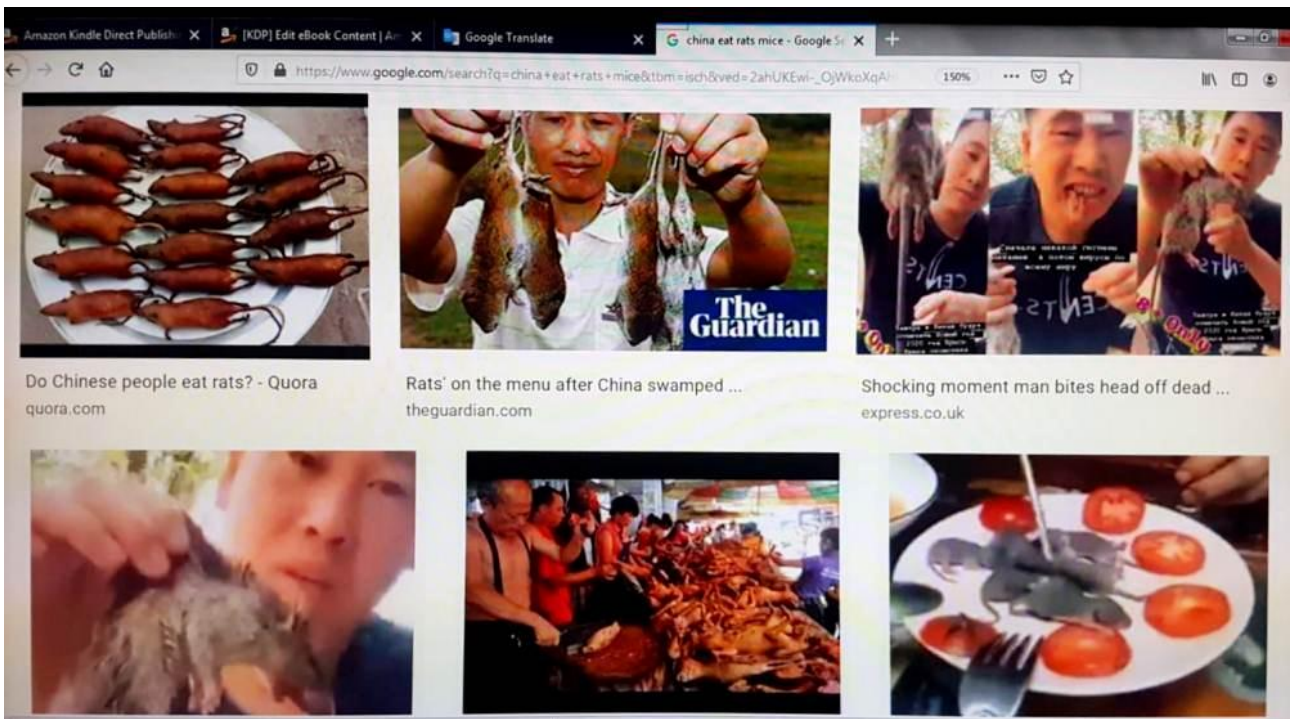 Amazon Kindle Direct Publish
[KDP] Edit eBook Content | Am
Google Translate
china eat rats mice - Google Se
https://www.google.com/search?q=china+eat+rats+mice&tbm=isch&ved=2ahUKEwi-_OjWkoXqAh
150%
The
Guardian
Do Chinese people eat rats? - Quora
quora.com
Rats' on the menu after China swamped ...
theguardian.com
Shocking moment man bites head off dead ...
express.co.uk